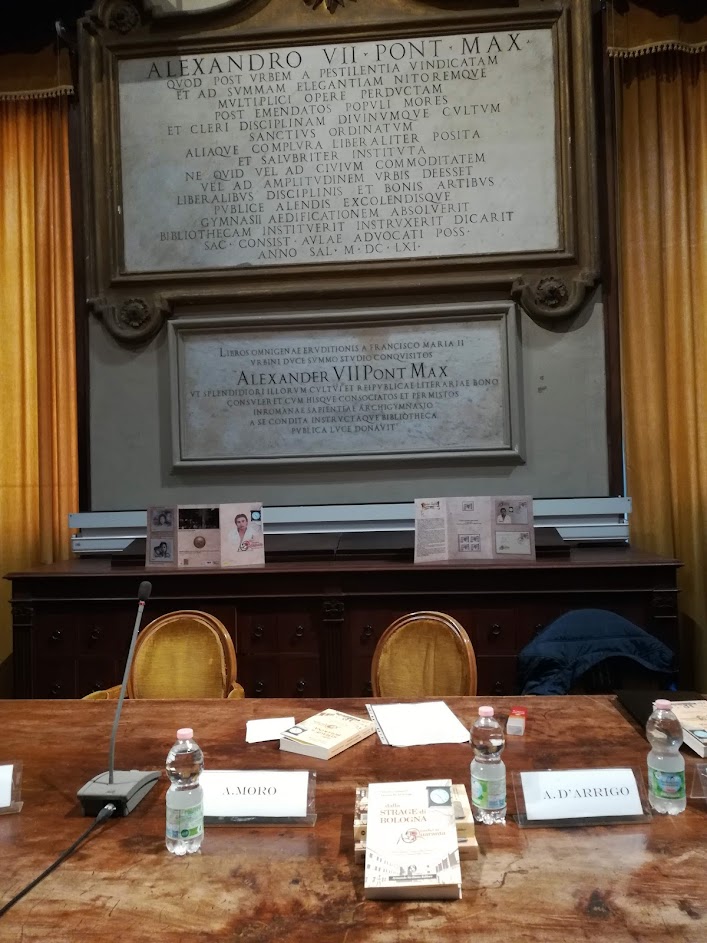 ALEXANDRO VII · PONT · MAX ·
QVOD POST VRBEM A PESTILENTIA VINDICATAM
ET AD SVMMAM ELEGANTIAM NITOREMQVE
MVLTIPLICI OPERE PERDVCTAM
POST EMENDATOS POPVLI MORES
ET CLERI DISCIPLINAM DIVINVMQVE CVLTVM
SANCTIVS ORDINATVM
ALIAQVE COMPLVRA LIBERALITER POSITA
ET SALVBRITER INSTITVTA
NE QVID VEL AD CIVIVM COMMODITATEM
VEL AD AMPLITVDINEM VRBIS DEESSET
LIBERALIBVS DISCIPLINIS ET BONIS ARTIBVS
PVBLICE ALENDIS EXCOLENDISQVE
GYMNASII AEDIFICATIONEM ABSOLVERIT
BIBLIOTHECAM INSTITVERIT INSTRVXERIT DICARIT
SAC · CONSIST · AVLAE ADVOCATI POSS ·
ANNO SAL · M · DC · LXI ·
LIBROS OMNIGENAE ERVDITIONIS A FRANCISCO MARIA II
VRBINI DVCE SVMMO STVDIO CONQVISITOS
ALEXANDER VII PONT MAX
VT SPLENDIDIORI ILLORVM CVLTVI ET REIPVBLICAE LITERARIAE BONO
CONSVLERET CVM HISQVE CONSOCIATOS ET PERMISTOS
IN ROMANAE SAPIENTIAE ARCHIGYMNASIO
A SE CONDITA INSTRVCTAQVE BIBLIOTHECA
PVBLICA LVCE DONAVIT
A. MORO
A. D'ARRIGO
dalla
STRAGE di
BOLOGNA